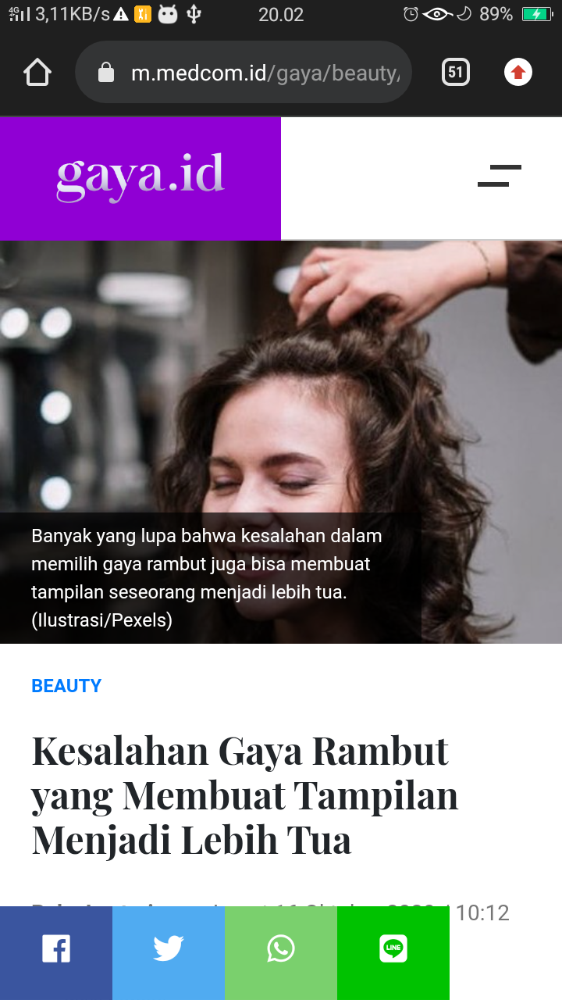 4G 3,11KB/s 20.02 89%
m.medcom.id/gaya/beauty/
51
gaya.id
Banyak yang lupa bahwa kesalahan dalam
memilih gaya rambut juga bisa membuat
tampilan seseorang menjadi lebih tua.
(Ilustrasi/Pexels)
BEAUTY
Kesalahan Gaya Rambut
yang Membuat Tampilan
Menjadi Lebih Tua
10:12
LINE